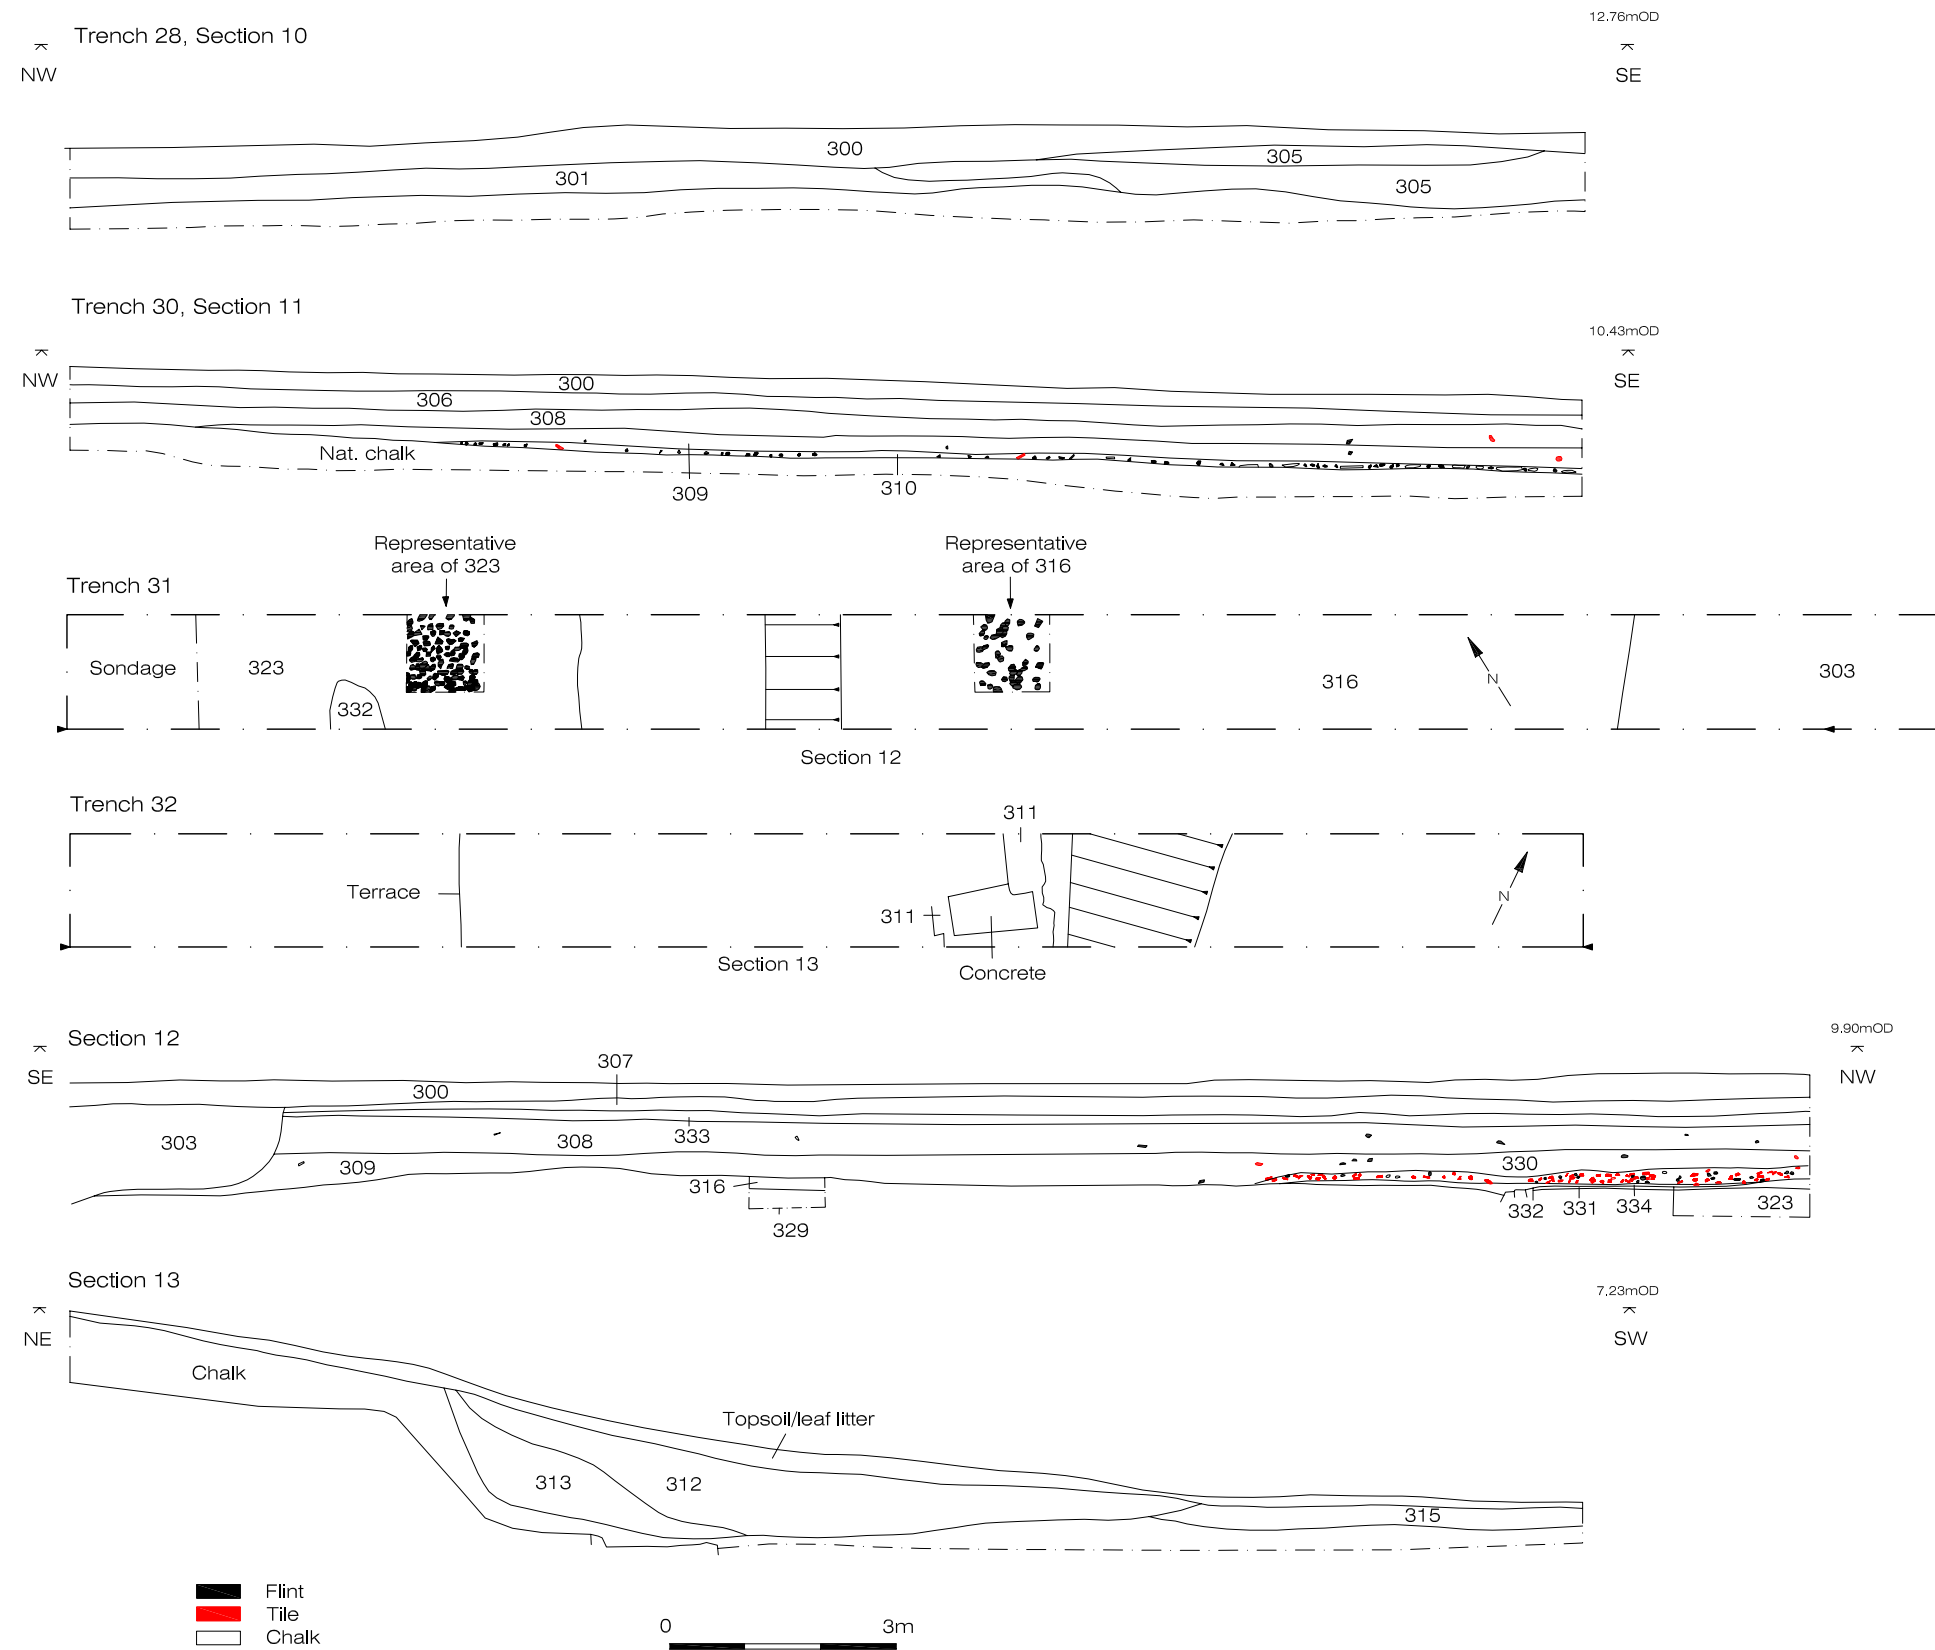 Trench 28, Section 10
12.76mOD
NW
SE
300
305
301
305
Trench 30, Section 11
10.43mOD
NW
SE
300
306
308
Nat. chalk
309
310
Representative
area of 323
Representative
area of 316
Trench 31
Sondage
323
332
316
N
303
Section 12
Trench 32
311
Terrace
311
N
Section 13
Concrete
Section 12
9.90mOD
SE
NW
307
300
303
308
333
309
330
316
329
332
331
334
323
Section 13
7.23mOD
NE
SW
Chalk
Topsoil/leaf litter
313
312
315
Flint
Tile
Chalk
0
3m